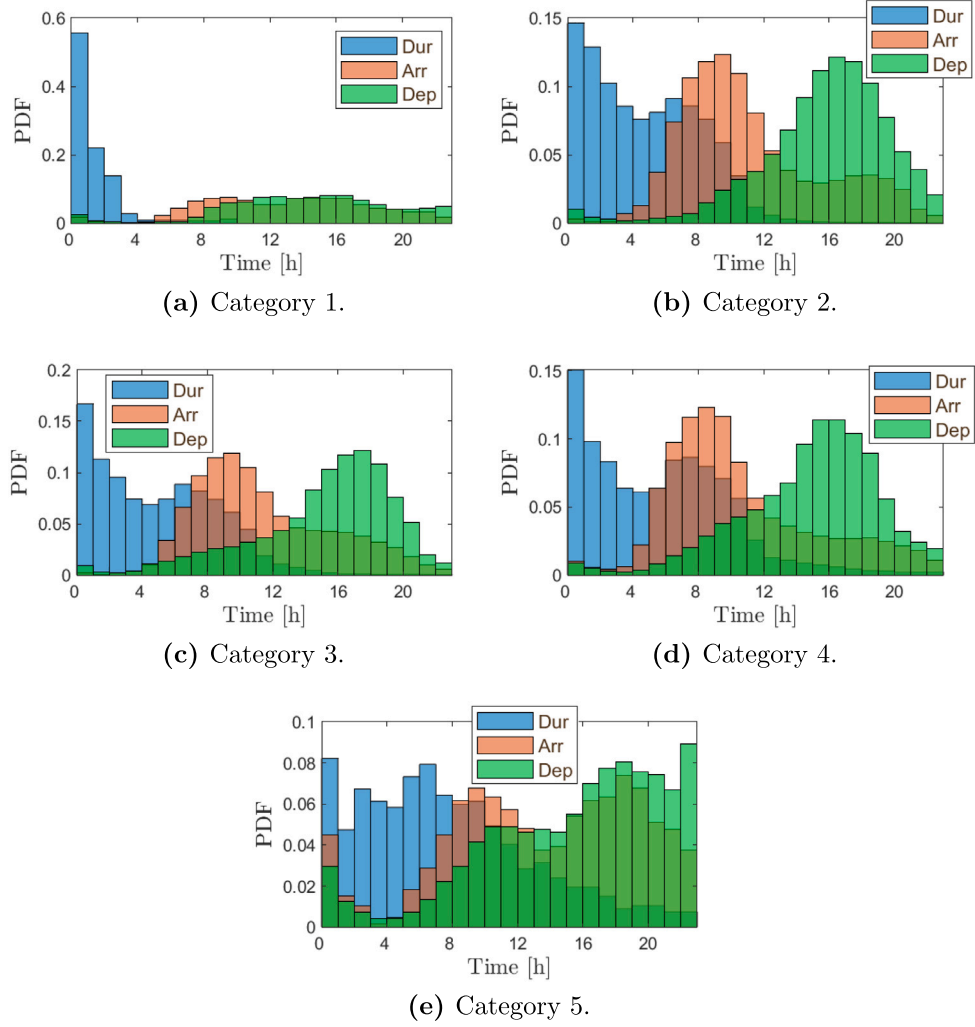 0.6
0.4
0.2
0
PDF
Dur
Arr
Dep
0 4 8 12 16 20
Time [h]
(a) Category 1.
0.15
0.1
0.05
0
PDF
Dur
Arr
Dep
0 4 8 12 16 20
Time [h]
(b) Category 2.
0.2
0.15
0.1
0.05
0
PDF
Dur
Arr
Dep
0 4 8 12 16 20
Time [h]
(c) Category 3.
0.15
0.1
0.05
0
PDF
Dur
Arr
Dep
0 4 8 12 16 20
Time [h]
(d) Category 4.
0.1
0.08
0.06
0.04
0.02
0
PDF
Dur
Arr
Dep
0 4 8 12 16 20
Time [h]
(e) Category 5.